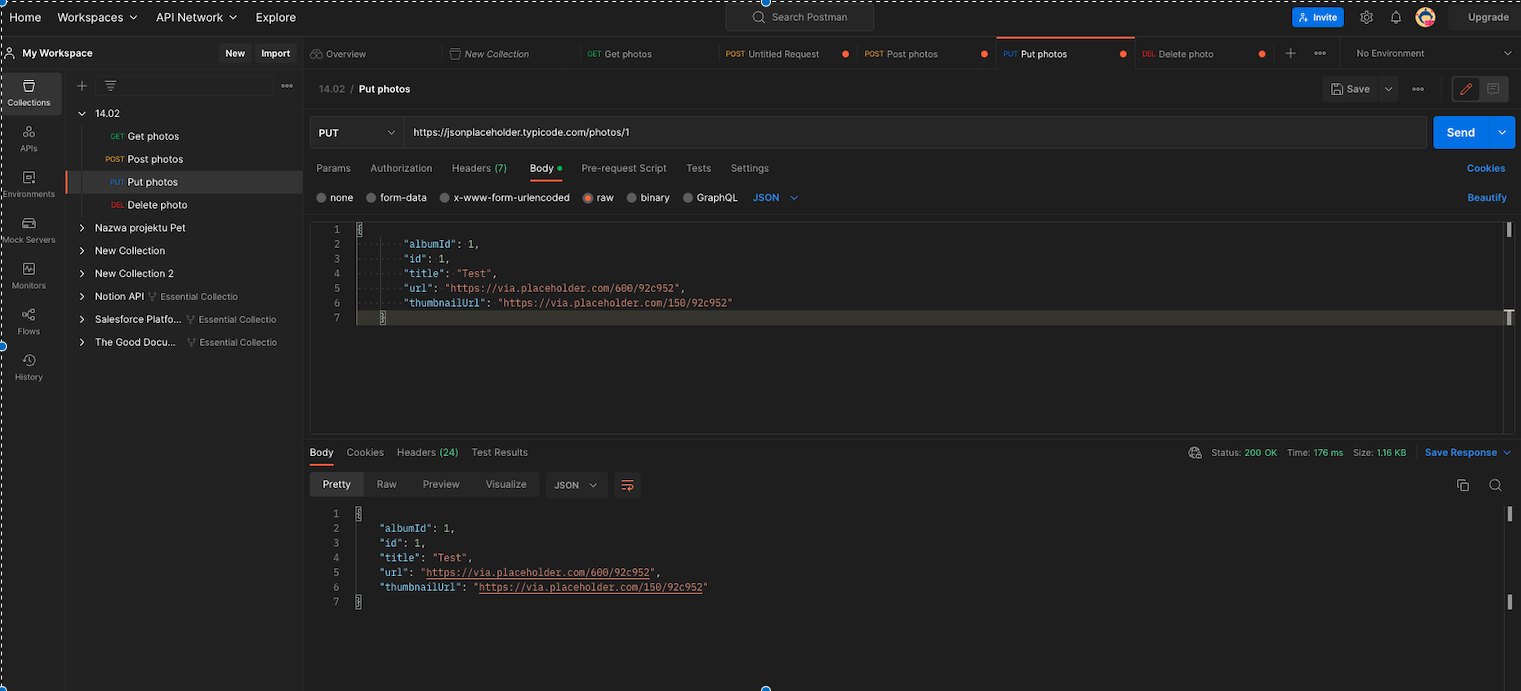 Home Workspaces API Network Explore Search Postman Invite Upgrade
My Workspace New Import Overview New Collection GET Get photos POST Untitled Request POST Post photos PUT Put photos DEL Delete photo No Environment
Collections
APIs
Environments
Mock Servers
Monitors
Flows
History
14.02
GET Get photos
POST Post photos
PUT Put photos
DEL Delete photo
Nazwa projektu Pet
New Collection
New Collection 2
Notion API Essential Collectio
Salesforce Platfo... Essential Collectio
The Good Docu... Essential Collectio
14.02 / Put photos Save
PUT https://jsonplaceholder.typicode.com/photos/1 Send
Params Authorization Headers (7) Body Pre-request Script Tests Settings Cookies
none form-data x-www-form-urlencoded raw binary GraphQL JSON Beautify
1 {
2 "albumId": 1,
3 "id": 1,
4 "title": "Test",
5 "url": "https://via.placeholder.com/600/92c952",
6 "thumbnailUrl": "https://via.placeholder.com/150/92c952"
7 }
Body Cookies Headers (24) Test Results Status: 200 OK Time: 176 ms Size: 1.16 KB Save Response
Pretty Raw Preview Visualize JSON
1 {
2 "albumId": 1,
3 "id": 1,
4 "title": "Test",
5 "url": "https://via.placeholder.com/600/92c952",
6 "thumbnailUrl": "https://via.placeholder.com/150/92c952"
7 }